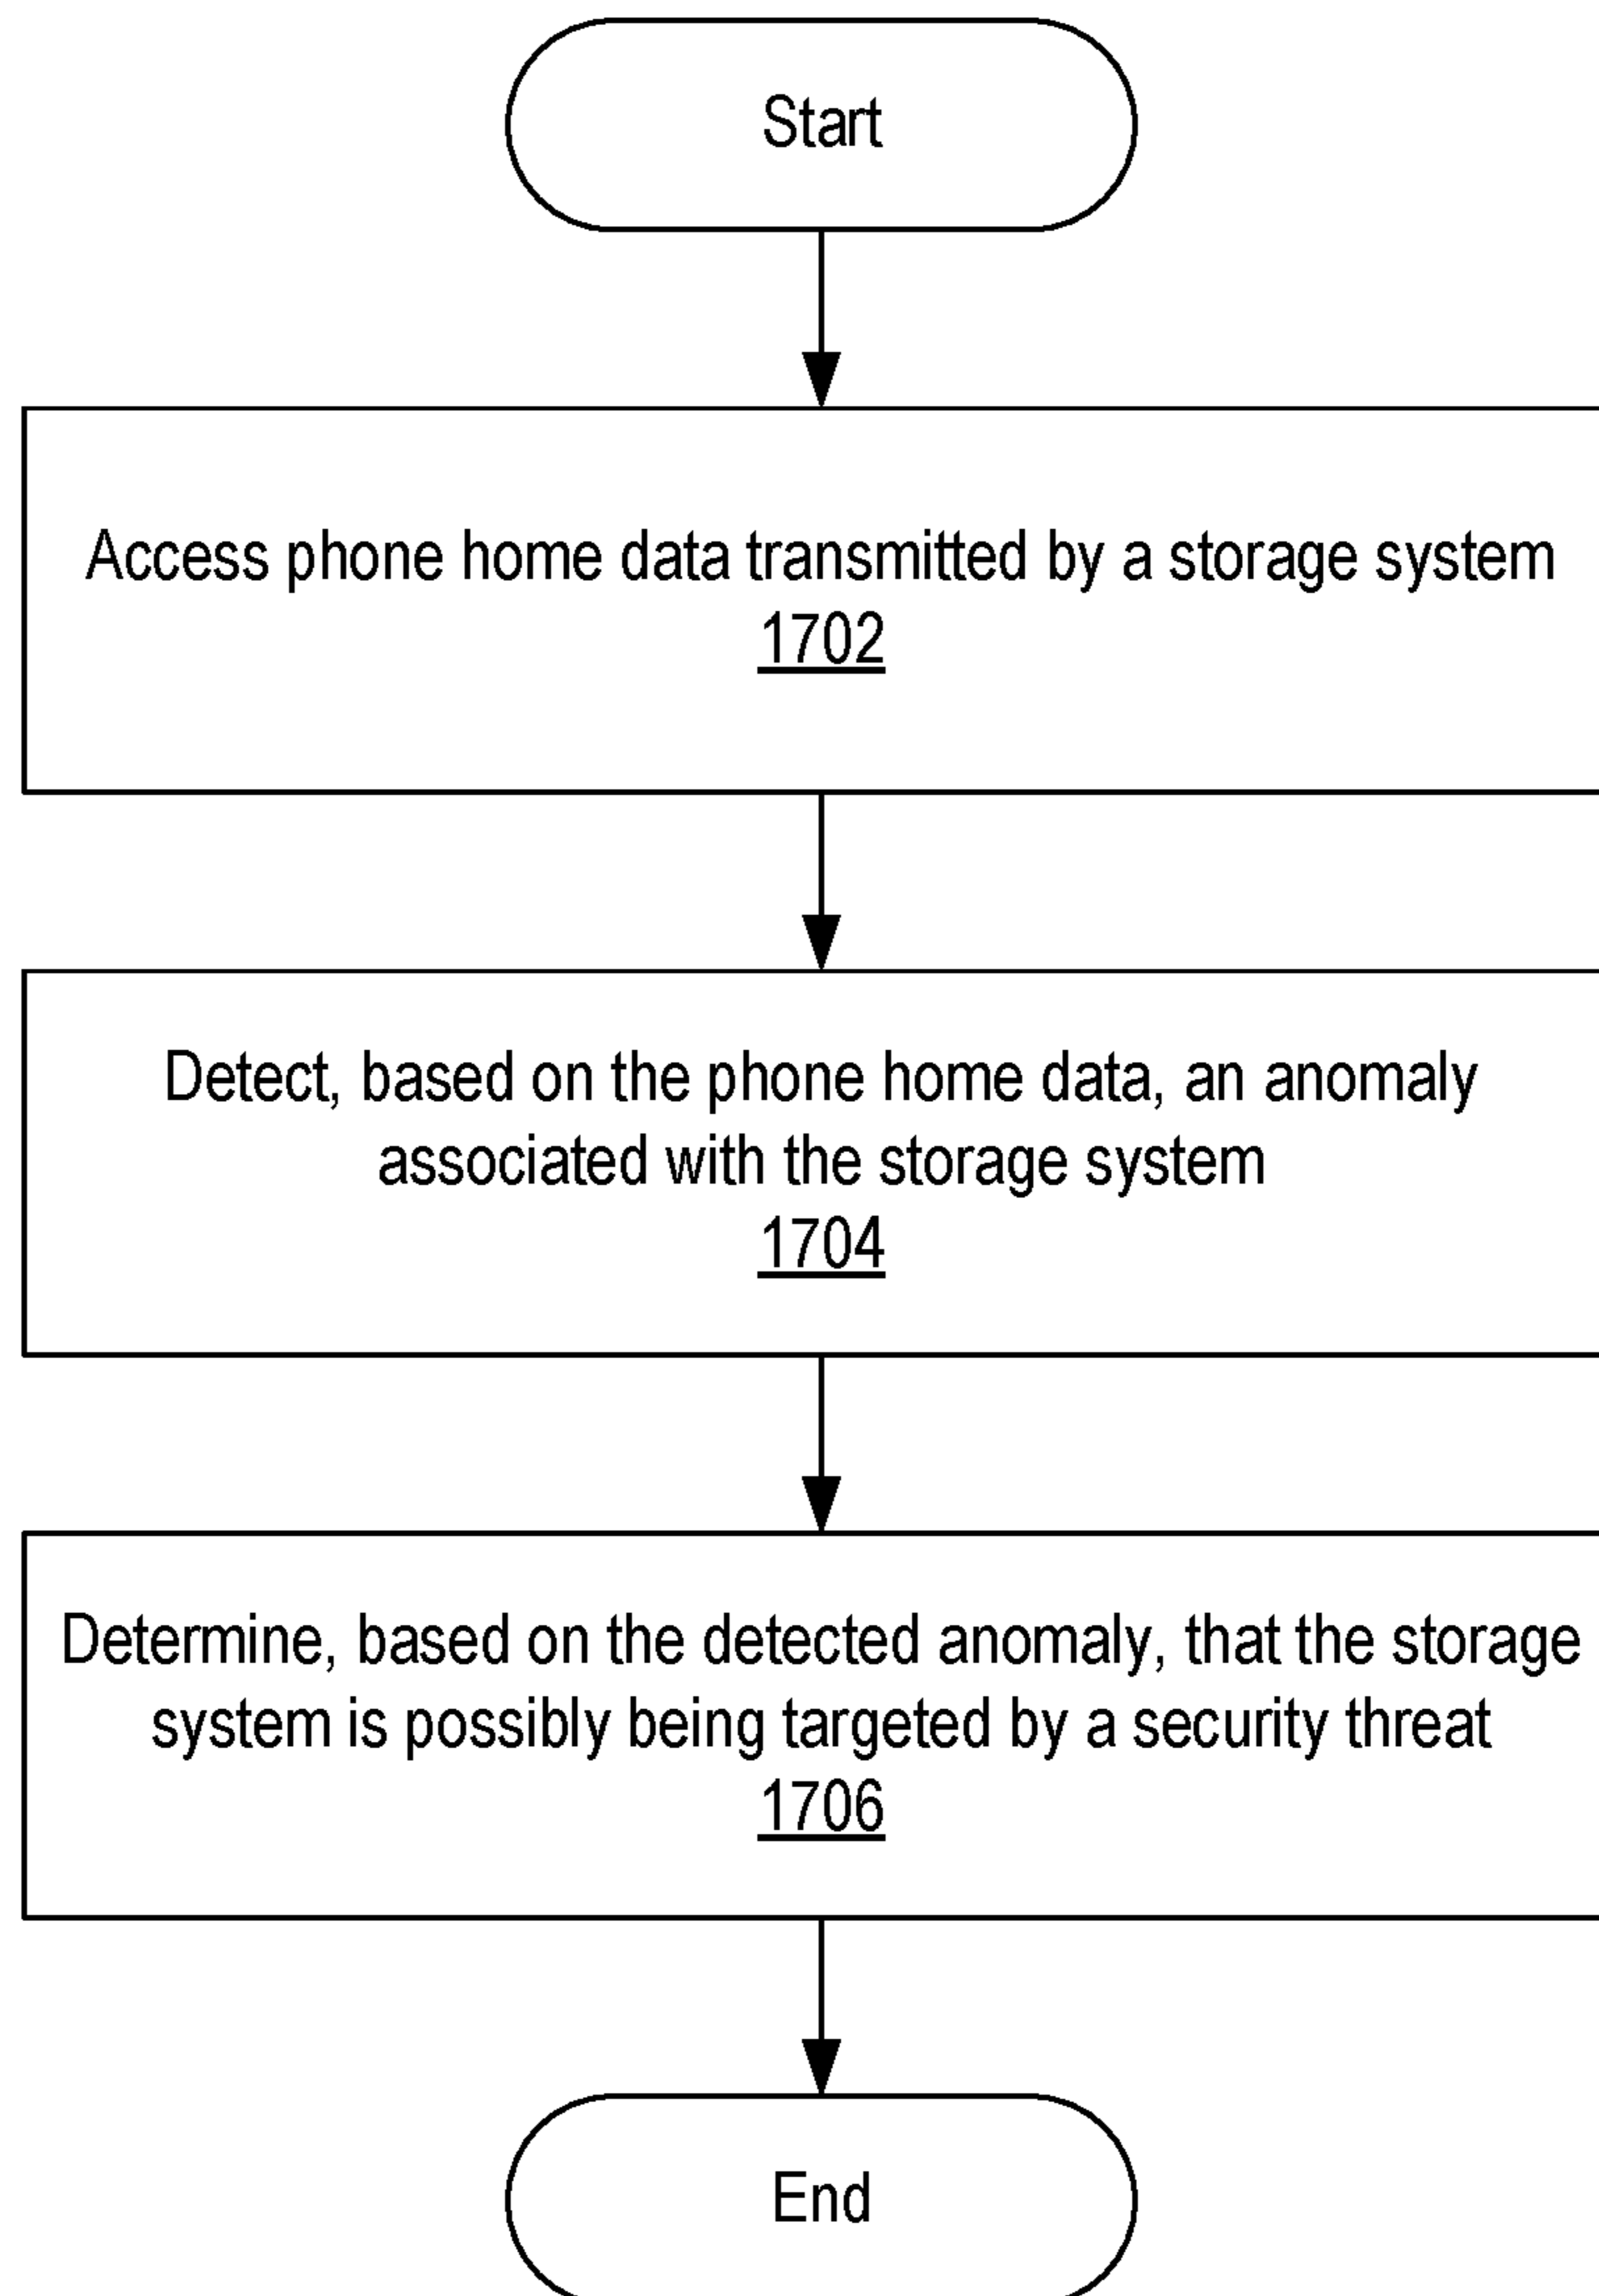 Start
Access phone home data transmitted by a storage system
1702
Detect, based on the phone home data, an anomaly
associated with the storage system
1704
Determine, based on the detected anomaly, that the storage
system is possibly being targeted by a security threat
1706
End